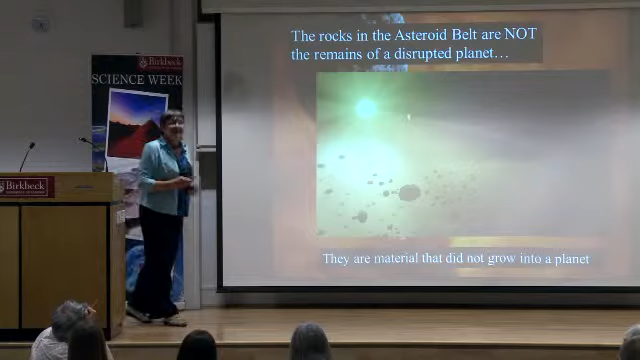 The rocks in the Asteroid Belt are NOT
the remains of a disrupted planet...
Birkbeck
SCIENCE WEEK
Birkbeck
They are material that did not grow into a planet